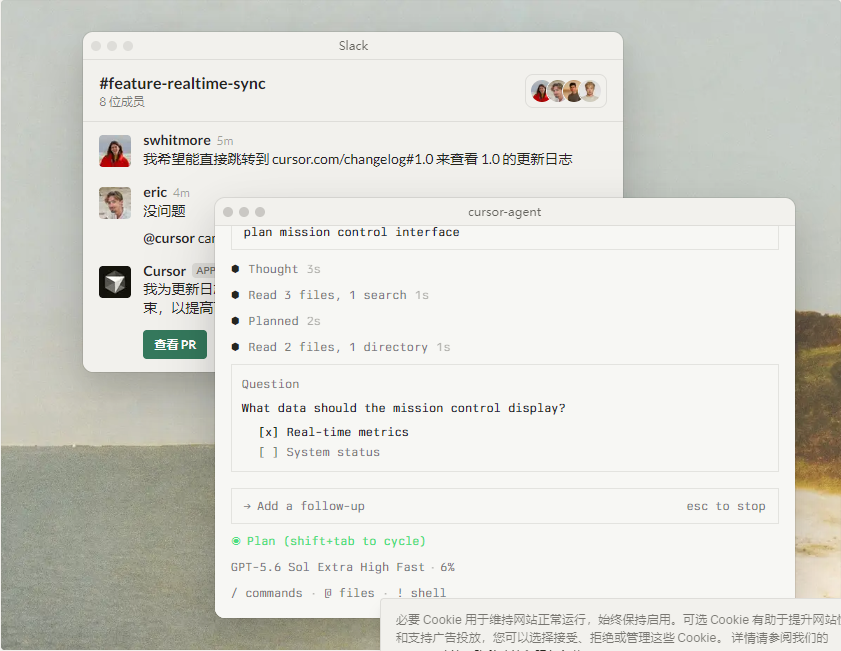 Slack
#feature-realtime-sync
8 位成员
swhitmore 5m
我希望能直接跳转到 cursor.com/changelog#1.0 来查看 1.0 的更新日志
eric 4m
没问题
@cursor can
Cursor APP
我为更新日
束，以提高
查看 PR
cursor-agent
plan mission control interface
Thought 3s
Read 3 files, 1 search 1s
Planned 2s
Read 2 files, 1 directory 1s
Question
What data should the mission control display?
[x] Real-time metrics
[ ] System status
→ Add a follow-up esc to stop
Plan (shift+tab to cycle)
GPT-5.6 Sol Extra High Fast · 6%
/ commands · @ files · ! shell
必要 Cookie 用于维持网站正常运行，始终保持启用。可选 Cookie 有助于提升网站
和支持广告投放，您可以选择接受、拒绝或管理这些 Cookie。 详情请参阅我们的